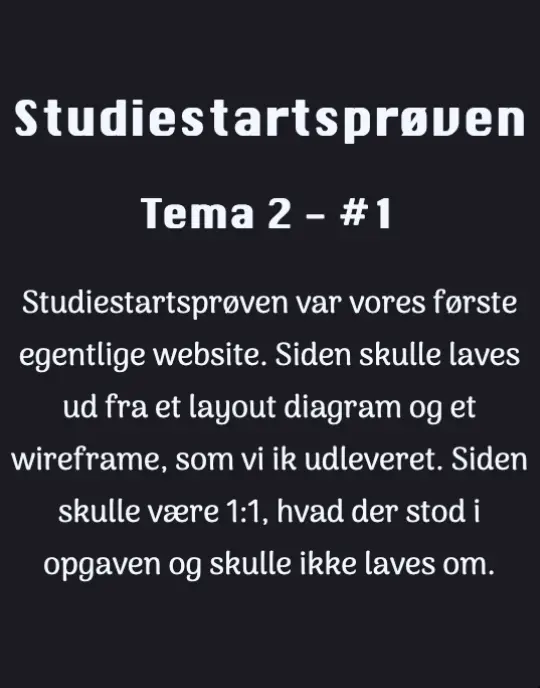 Studiestartsprøven
Tema 2 – #1
Studiestartsprøven var vores første
egentlige website. Siden skulle laves
ud fra et layout diagram og et
wireframe, som vi ik udleveret. Siden
skulle være 1:1, hvad der stod i
opgaven og skulle ikke laves om.